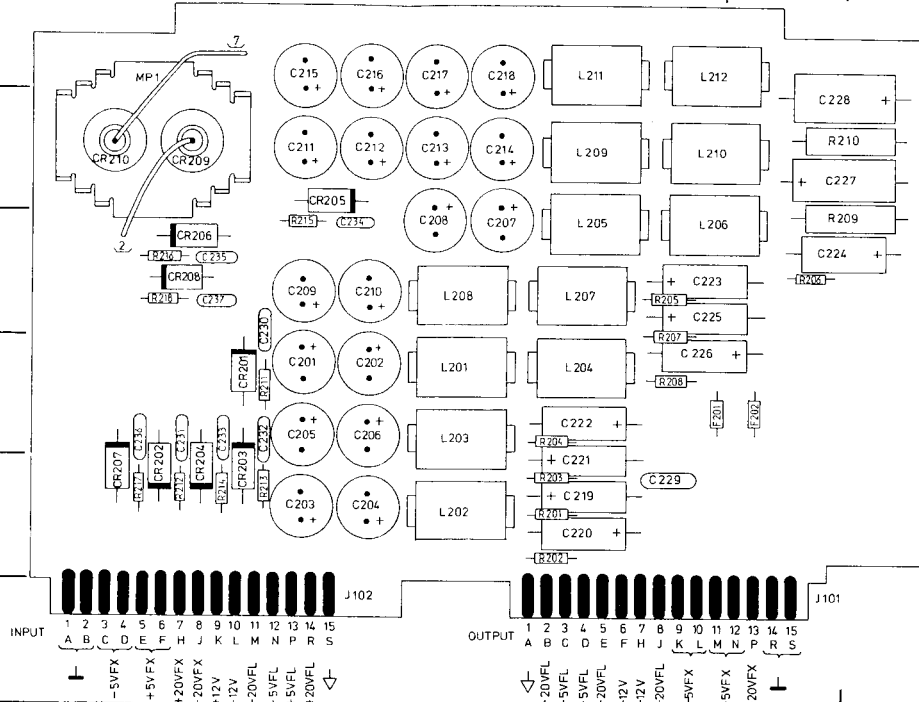 7
MP1
C215
C216
C217
C218
L211
L212
C228 +
R210
CR210
CR209
C211
C212
C213
C214
L209
L210
+ C227
R209
CR205
R215
C234
C208
C207
L205
L206
2
CR206
R216
C235
C224 +
R206
CR208
R218
C237
C209
C210
L208
L207
+ C223
R205
+ C225
R207
C230
CR201
R211
C201
C202
L201
L204
C226 +
R208
F201
F202
C236
C231
C233
C232
C205
C206
L203
C222 +
R204
+ C221
R203
C229
CR207
CR202
CR204
CR203
R217
R212
R214
R213
C203
C204
L202
+ C219
R201
C220 +
R202
J102
J101
INPUT
1 2 3 4 5 6 7 8 9 10 11 12 13 14 15
A B C D E F H J K L M N P R S
-5VFX
+5VFX
+20VFX
-20VFX
+12V
-12V
-20VFL
+5VFL
-5VFL
+20VFL
OUTPUT
1 2 3 4 5 6 7 8 9 10 11 12 13 14 15
A B C D E F H J K L M N P R S
20VFL
5VFL
5VFL
20VFL
12V
12V
20VFL
5VFX
5VFX
20VFX